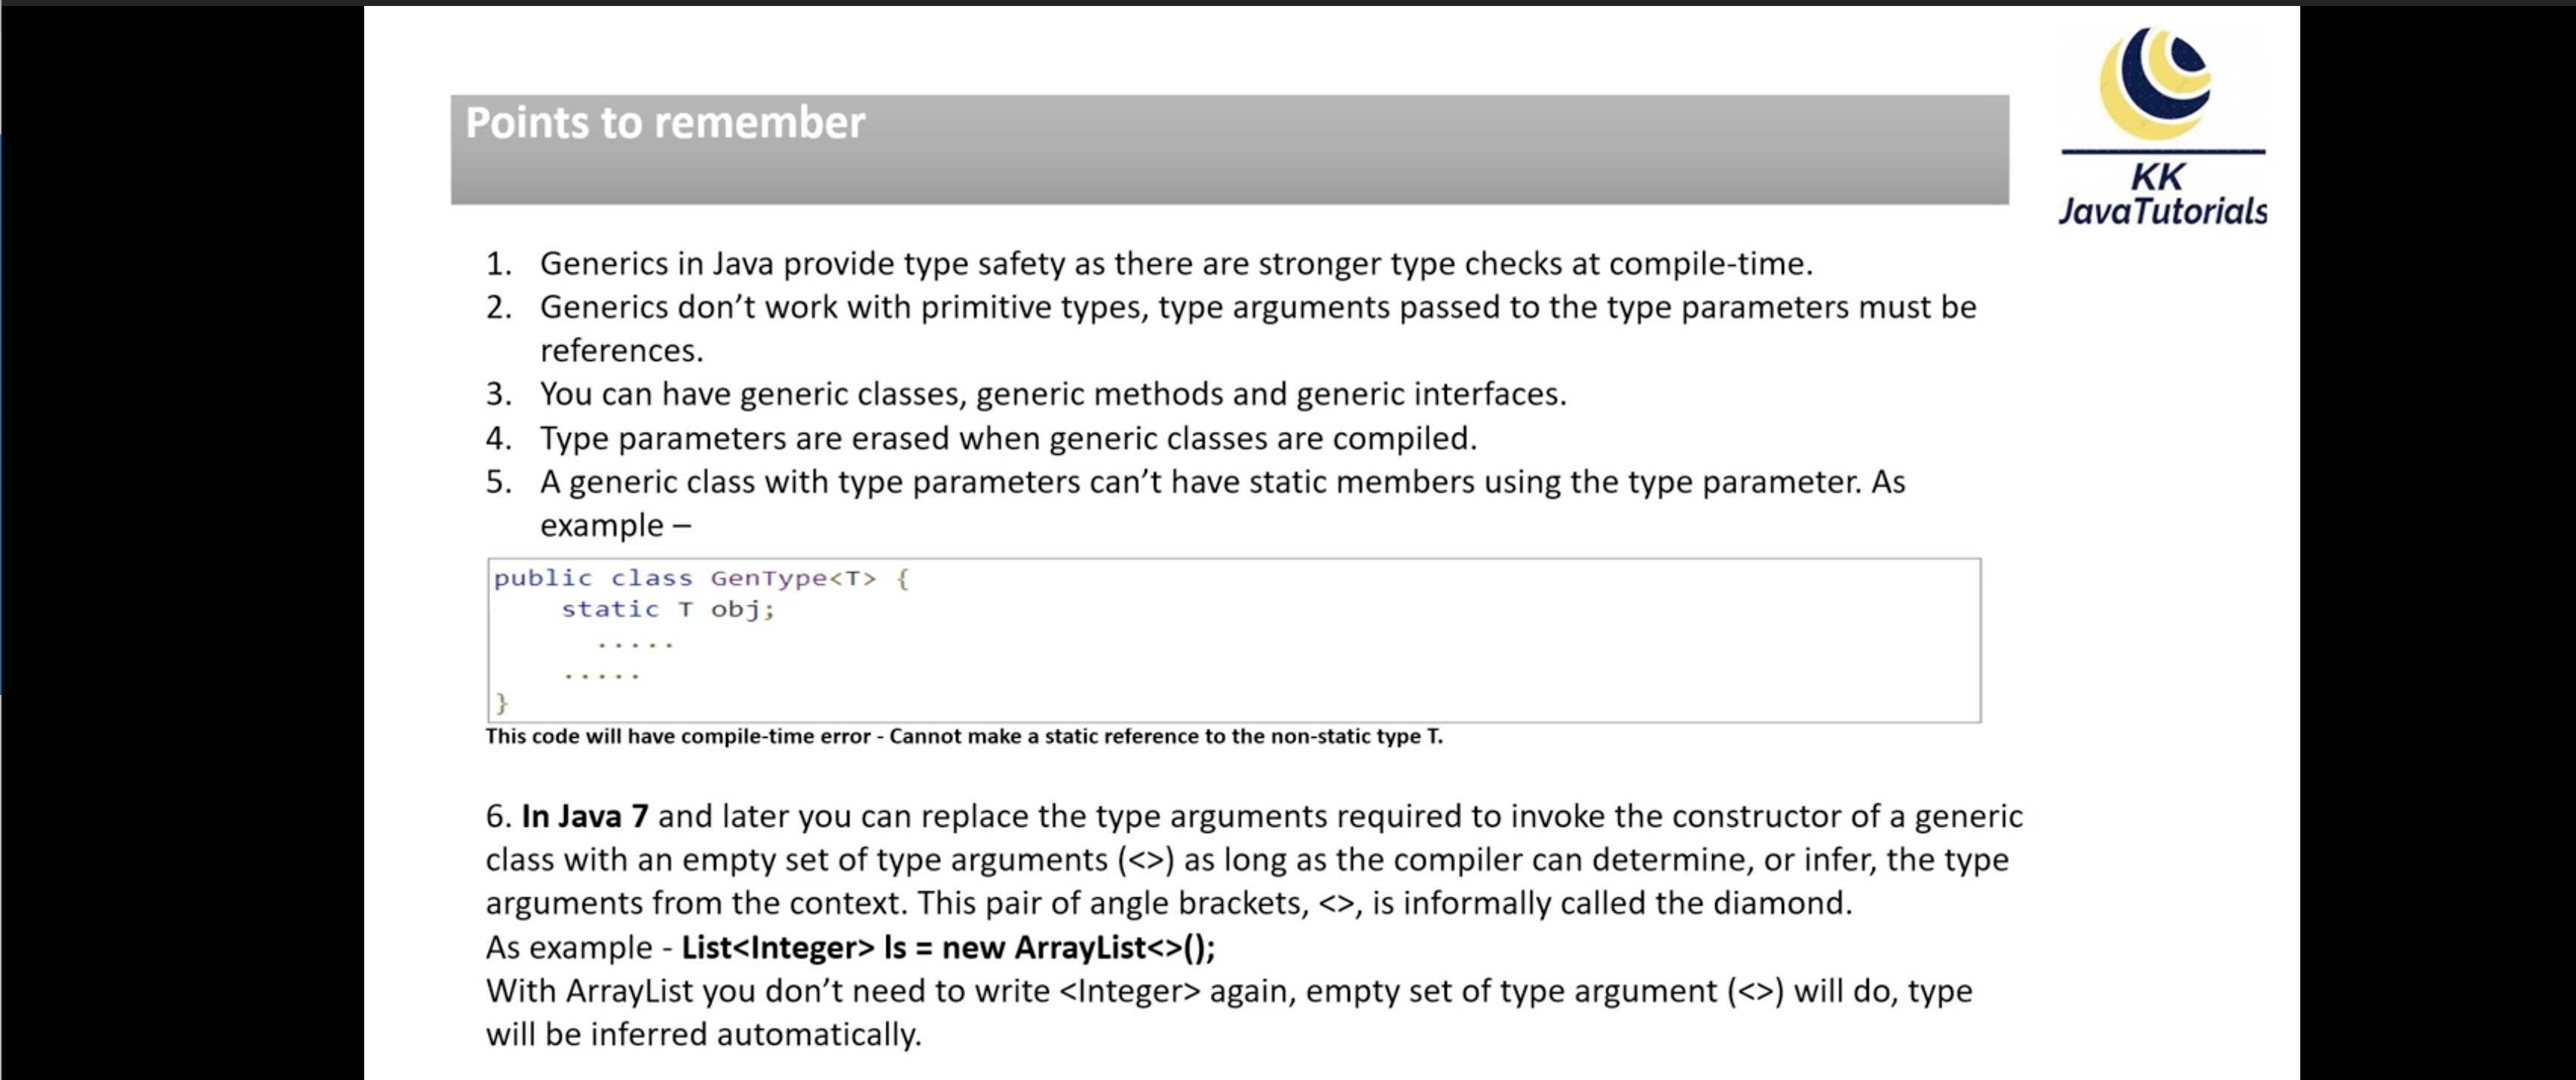 Points to remember
KK
JavaTutorials
1. Generics in Java provide type safety as there are stronger type checks at compile-time.
2. Generics don’t work with primitive types, type arguments passed to the type parameters must be
references.
3. You can have generic classes, generic methods and generic interfaces.
4. Type parameters are erased when generic classes are compiled.
5. A generic class with type parameters can’t have static members using the type parameter. As
example –
public class GenType<T> {
static T obj;
.....
.....
}
This code will have compile-time error - Cannot make a static reference to the non-static type T.
6. In Java 7 and later you can replace the type arguments required to invoke the constructor of a generic
class with an empty set of type arguments (<>) as long as the compiler can determine, or infer, the type
arguments from the context. This pair of angle brackets, <>, is informally called the diamond.
As example - List<Integer> ls = new ArrayList<>();
With ArrayList you don’t need to write <Integer> again, empty set of type argument (<>) will do, type
will be inferred automatically.